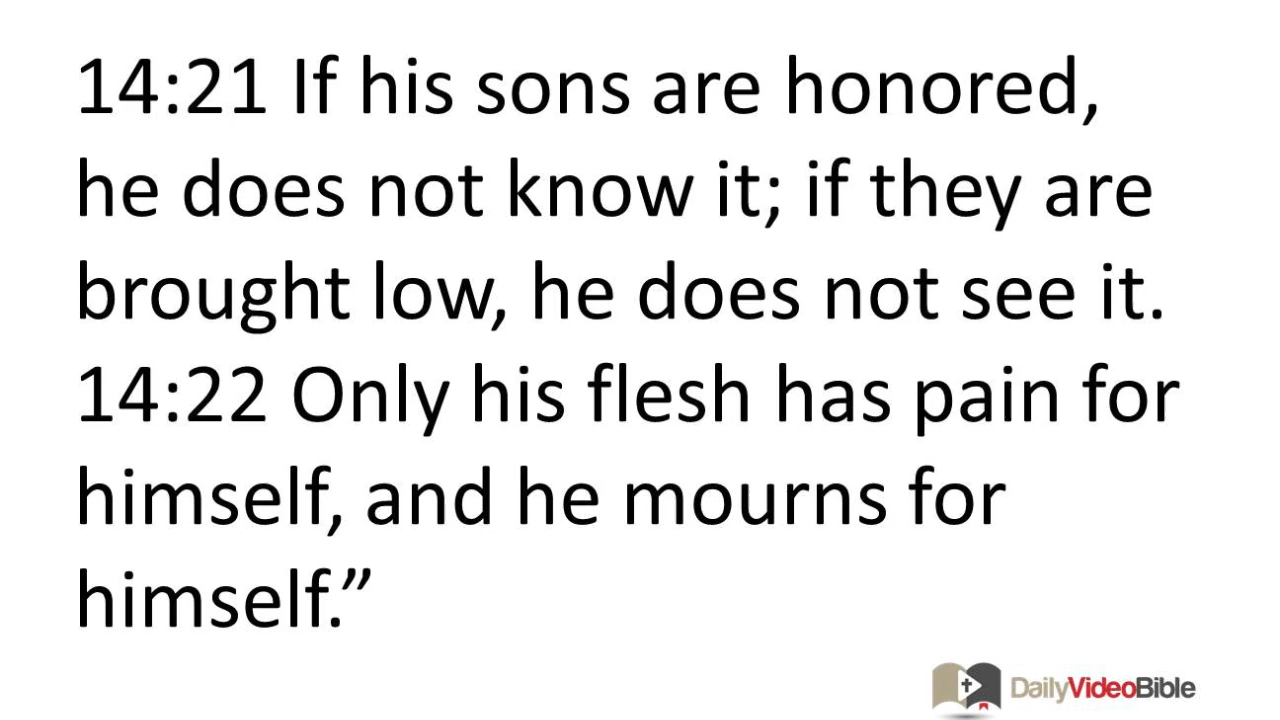 14:21 If his sons are honored,
he does not know it; if they are
brought low, he does not see it.
14:22 Only his flesh has pain for
himself, and he mourns for
himself.”
DailyVideoBible